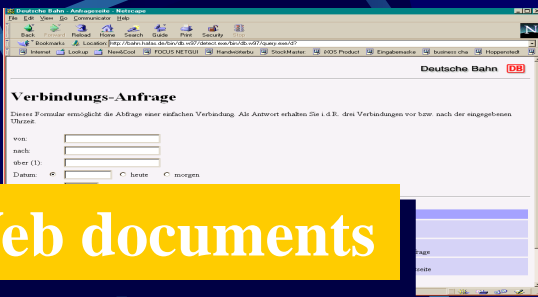 Deutsche Bahn - Anfrageseite - Netscape
File Edit View Go Communicator Help
Back Forward Reload Home Search Guide Print Security Stop
Bookmarks Location: http://bahn.hafas.de/bin/db.w97/detect.exe/bin/db.w97/query.exe/d?
Internet Lookup New&Cool FOCUS NETGUI Handwörterbu StockMaster: IXOS Product Eingabemaske business cha Hoppenstedt
Deutsche Bahn DB
Verbindungs-Anfrage
Dieses Formular ermöglicht die Abfrage einer einfachen Verbindung. Als Antwort erhalten Sie i.d.R. drei Verbindungen vor bzw. nach der eingegebenen
Uhrzeit.
von:
nach:
über (1):
Datum: heute morgen
eb documents
rage
seite